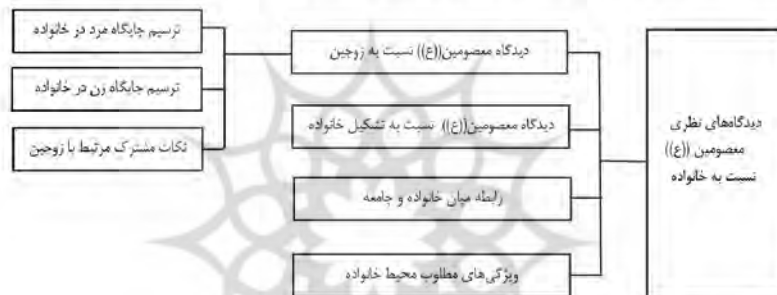 دیدگاه‌های نظری
معصومین ((ع))
نسبت به خانواده
دیدگاه معصومین((ع)) نسبت به زوجین
دیدگاه معصومین((ع)) نسبت به تشکیل خانواده
رابطه میان خانواده و جامعه
ویژگی‌های مطلوب محیط خانواده
ترسیم جایگاه مرد در خانواده
ترسیم جایگاه زن در خانواده
نکات مشترک مرتبط با زوجین